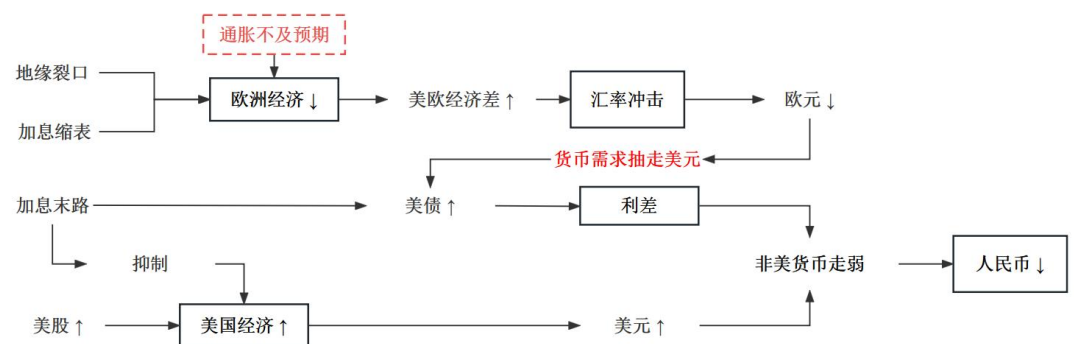 通胀不及预期
地缘裂口
欧洲经济↓
美欧经济差↑
汇率冲击
欧元↓
加息缩表
货币需求抽走美元
加息末路
美债↑
利差
抑制
非美货币走弱
人民币↓
美股↑
美国经济↑
美元↑